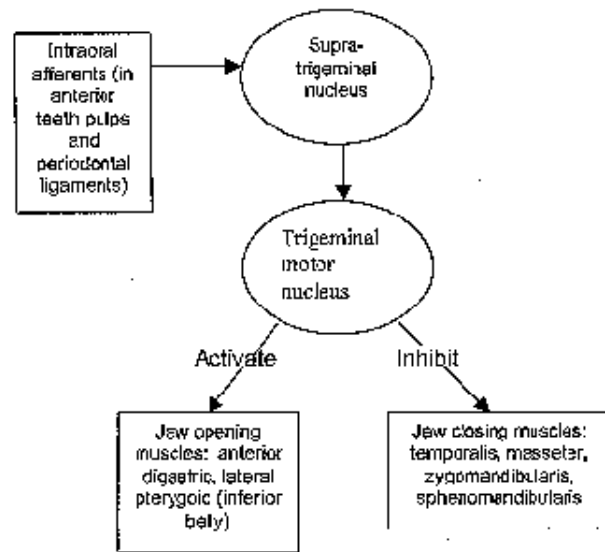 Intraoral
afferents (in
anterior
teeth pulps
and
periodontal
ligaments)
Supra-
trigeminal
nucleus
Trigeminal
motor
nucleus
Activate
Inhibit
Jaw opening
muscles: anterior
digastric, lateral
pterygoic (inferior
belly)
Jaw closing muscles:
temporalis, masseter,
zygomandibularis,
sphenomandibularis